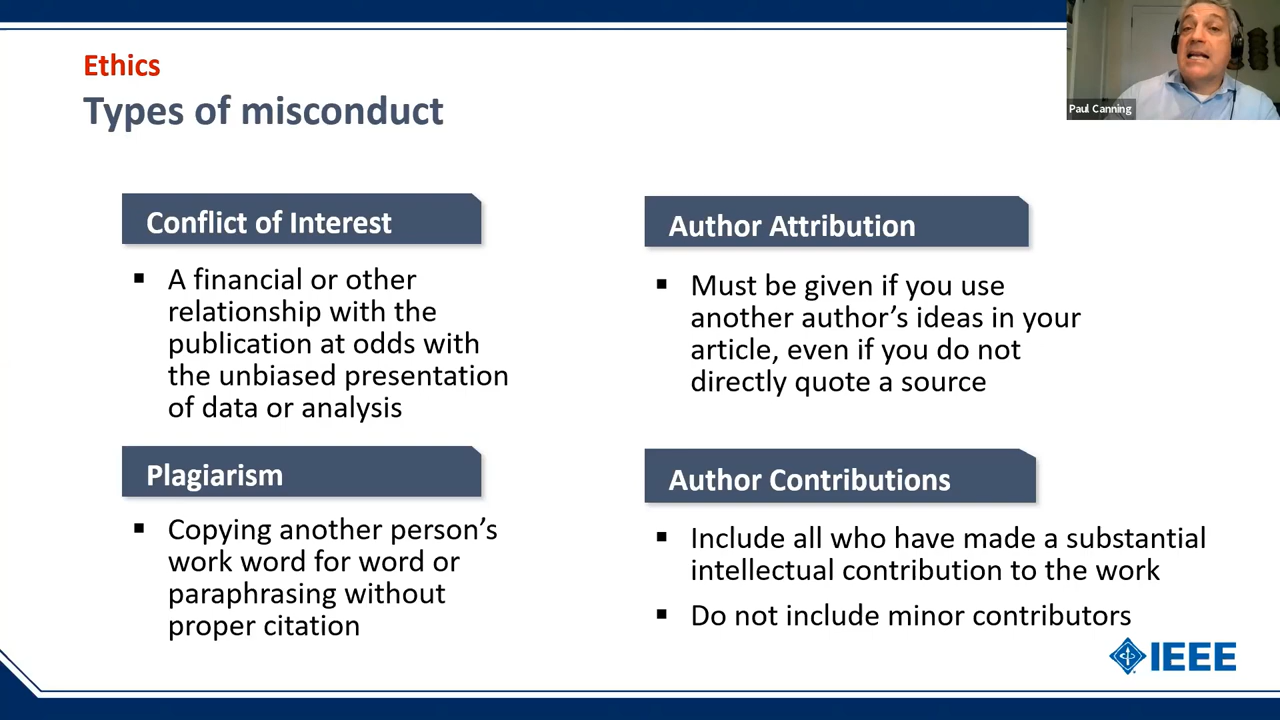 Ethics
Types of misconduct
Paul Canning
Conflict of Interest
▪ A financial or other
relationship with the
publication at odds with
the unbiased presentation
of data or analysis
Plagiarism
▪ Copying another person’s
work word for word or
paraphrasing without
proper citation
Author Attribution
▪ Must be given if you use
another author’s ideas in your
article, even if you do not
directly quote a source
Author Contributions
▪ Include all who have made a substantial
intellectual contribution to the work
▪ Do not include minor contributors
IEEE